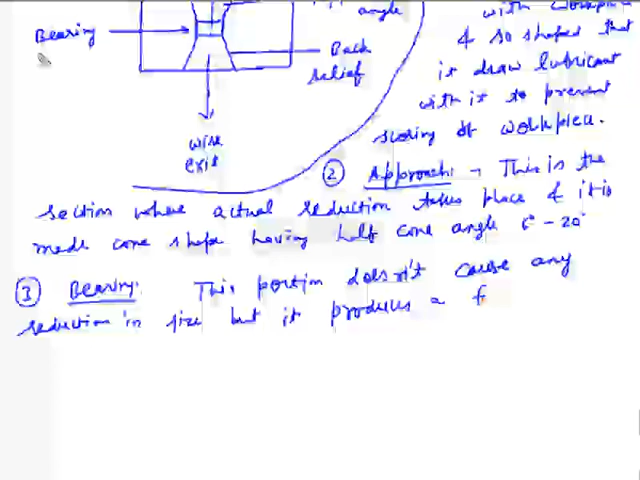 angle
Bearing
Back
relief
wire
exit
with workpiece
& so shaped that
it draw lubricant
with it to prevent
scoring of workpiece.
② Approach: - This is the
section where actual reduction takes place & it is
made cone shape having half cone angle 6° - 20°
③ Bearing: This portion doesn't cause any
reduction in size but it produces a f